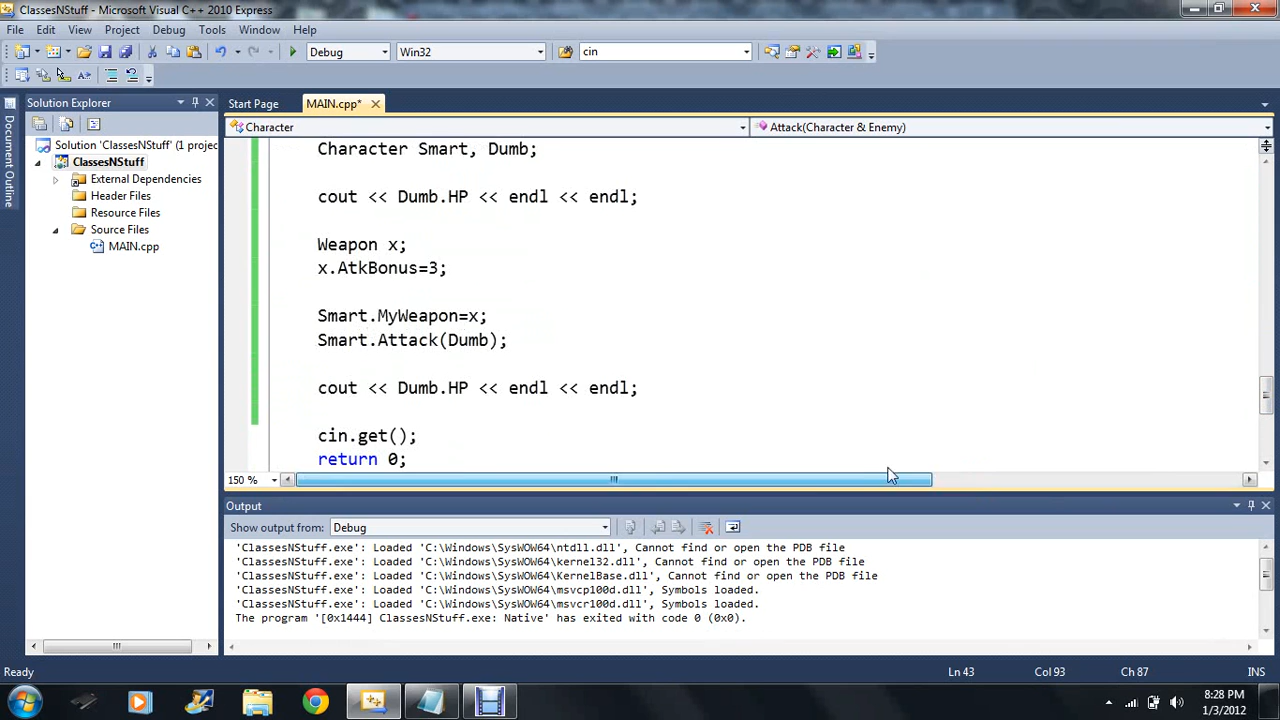 ClassesNStuff - Microsoft Visual C++ 2010 Express
File Edit View Project Debug Tools Window Help
Debug Win32 cin
Document Outline
Solution Explorer
Solution 'ClassesNStuff' (1 projec
ClassesNStuff
External Dependencies
Header Files
Resource Files
Source Files
MAIN.cpp
Start Page MAIN.cpp*
Character Attack(Character & Enemy)
Character Smart, Dumb;
cout << Dumb.HP << endl << endl;
Weapon x;
x.AtkBonus=3;
Smart.MyWeapon=x;
Smart.Attack(Dumb);
cout << Dumb.HP << endl << endl;
cin.get();
return 0;
150 %
Output
Show output from: Debug
'ClassesNStuff.exe': Loaded 'C:\Windows\SysWOW64\ntdll.dll', Cannot find or open the PDB file
'ClassesNStuff.exe': Loaded 'C:\Windows\SysWOW64\kernel32.dll', Cannot find or open the PDB file
'ClassesNStuff.exe': Loaded 'C:\Windows\SysWOW64\KernelBase.dll', Cannot find or open the PDB file
'ClassesNStuff.exe': Loaded 'C:\Windows\SysWOW64\msvcp100d.dll', Symbols loaded.
'ClassesNStuff.exe': Loaded 'C:\Windows\SysWOW64\msvcr100d.dll', Symbols loaded.
The program '[0x1444] ClassesNStuff.exe: Native' has exited with code 0 (0x0).
Ready Ln 43 Col 93 Ch 87 INS
8:28 PM
1/3/2012